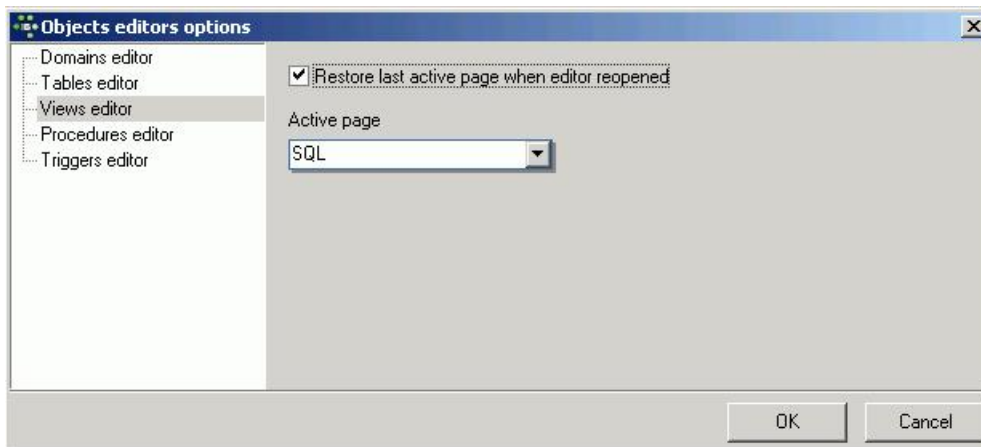 Objects editors options
Domains editor
Tables editor
Views editor
Procedures editor
Triggers editor
Restore last active page when editor reopened
Active page
SQL
OK
Cancel